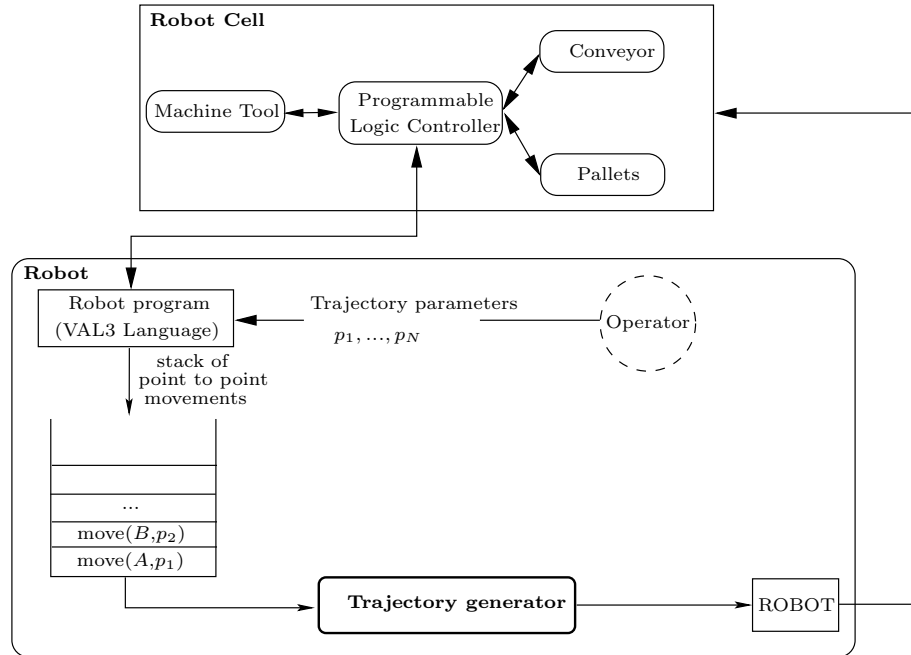 Robot Cell
Conveyor
Machine Tool
Programmable
Logic Controller
Pallets
Robot
Robot program
(VAL3 Language)
Trajectory parameters
p₁, ..., p_N
Operator
stack of
point to point
movements
...
move(B,p₂)
move(A,p₁)
Trajectory generator
ROBOT